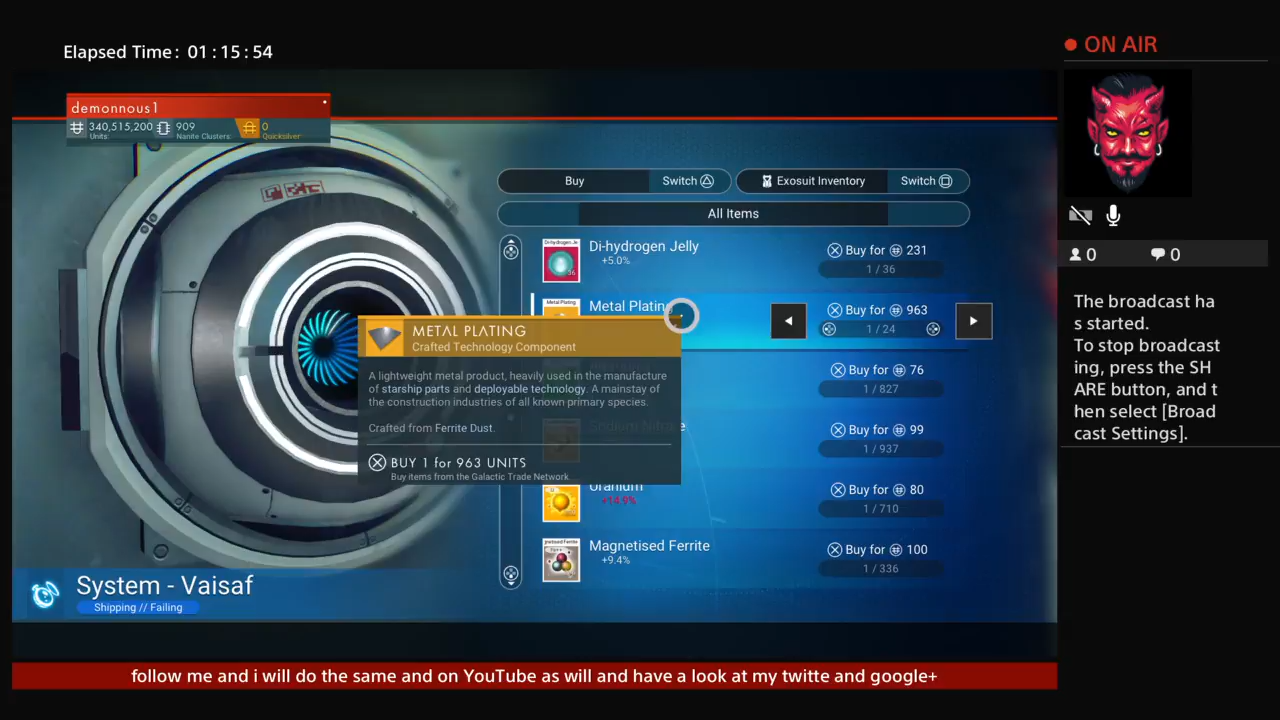 Elapsed Time: 01:15:54
ON AIR
demonnous1
340,515,200 909 0
Units: Nanite Clusters: Quicksilver
Buy Switch Exosuit Inventory Switch
All Items
Di-hydrogen Jelly Buy for 231
+5.0% 1 / 36
Metal Plating Buy for 963
1 / 24
METAL PLATING
Crafted Technology Component
A lightweight metal product, heavily used in the manufacture
of starship parts and deployable technology. A mainstay of
the construction industries of all known primary species.
Crafted from Ferrite Dust.
BUY 1 for 963 UNITS
Buy items from the Galactic Trade Network
Buy for 76
1 / 827
Sodium Nitrate Buy for 99
1 / 937
Uranium Buy for 80
+14.9% 1 / 710
Magnetised Ferrite Buy for 100
+9.4% 1 / 336
System - Vaisaf
Shipping // Failing
0 0
The broadcast ha
s started.
To stop broadcast
ing, press the SH
ARE button, and t
hen select [Broad
cast Settings].
follow me and i will do the same and on YouTube as will and have a look at my twitte and google+